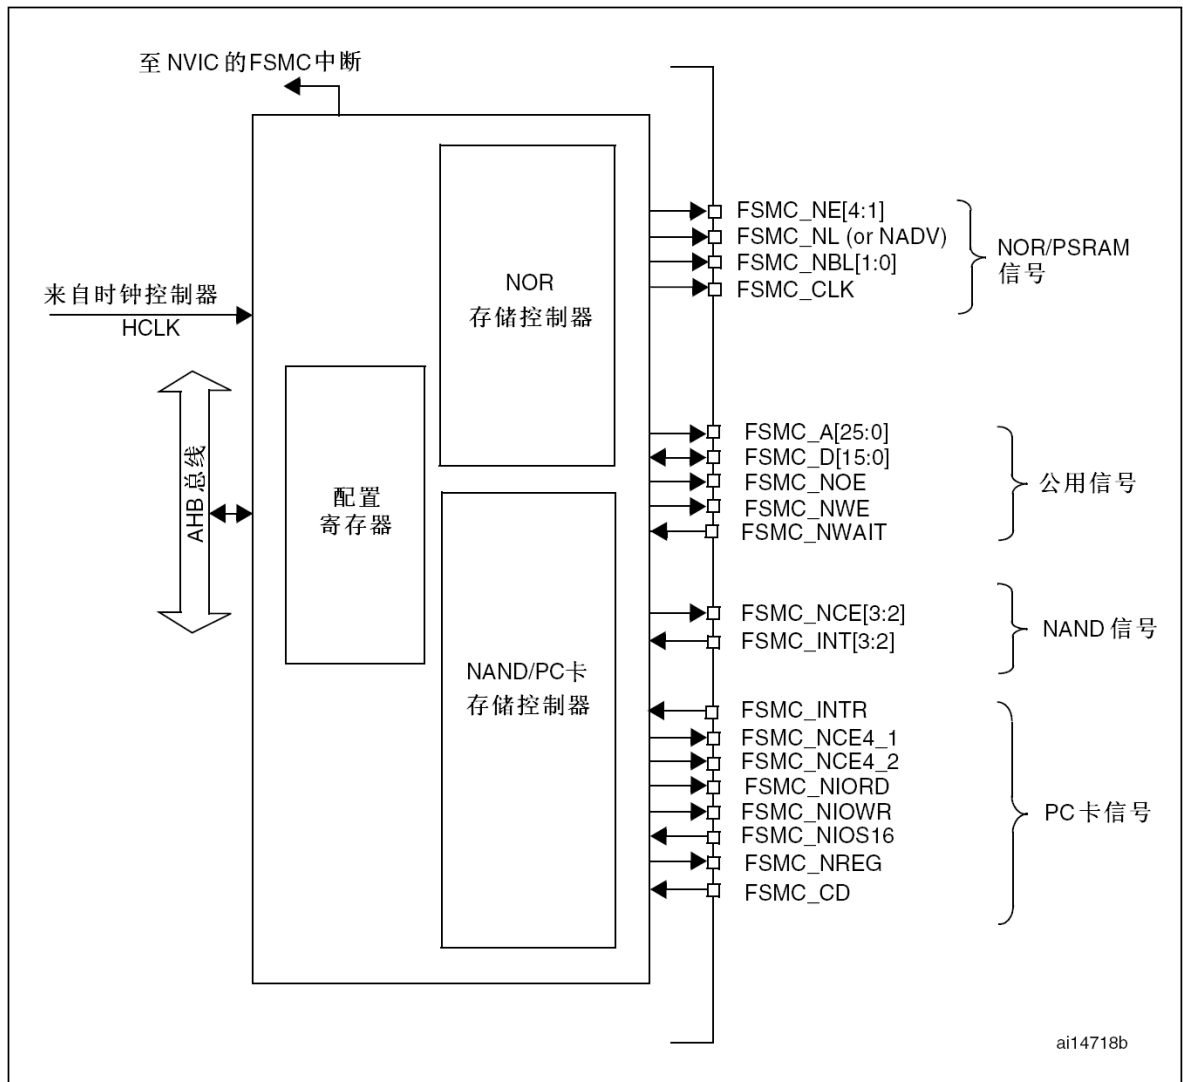 至 NVIC 的FSMC中断
来自时钟控制器
HCLK
AHB 总线
配置
寄存器
NOR
存储控制器
NAND/PC卡
存储控制器
FSMC_NE[4:1]
FSMC_NL (or NADV)
FSMC_NBL[1:0]
FSMC_CLK
NOR/PSRAM
信号
FSMC_A[25:0]
FSMC_D[15:0]
FSMC_NOE
FSMC_NWE
FSMC_NWAIT
公用信号
FSMC_NCE[3:2]
FSMC_INT[3:2]
NAND 信号
FSMC_INTR
FSMC_NCE4_1
FSMC_NCE4_2
FSMC_NIORD
FSMC_NIOWR
FSMC_NIOS16
FSMC_NREG
FSMC_CD
PC卡信号
ai14718b